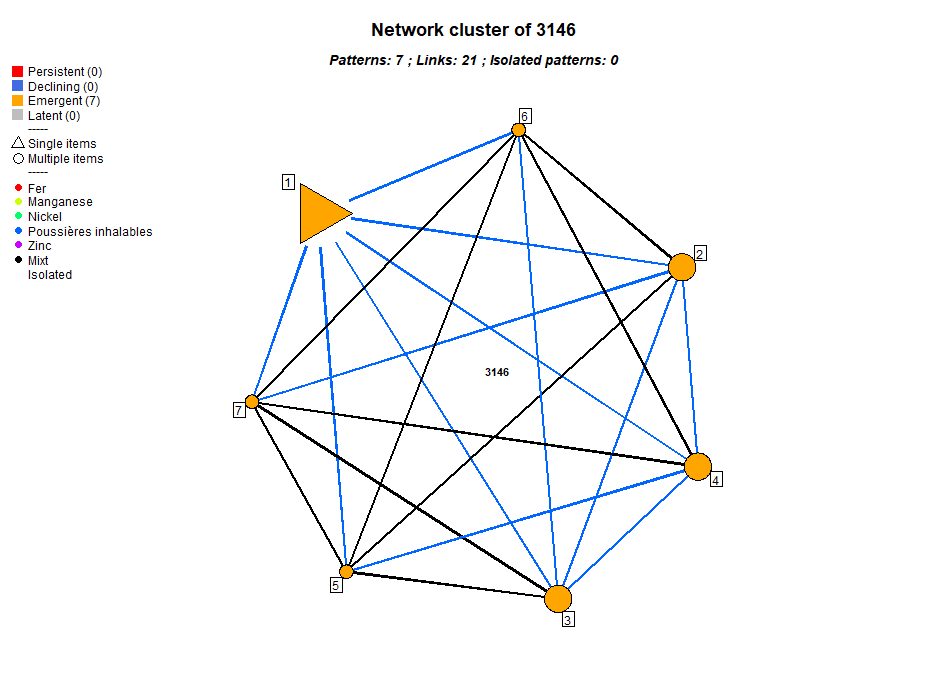 Network cluster of 3146
Patterns: 7 ; Links: 21 ; Isolated patterns: 0
Persistent (0)
Declining (0)
Emergent (7)
Latent (0)
-----
Single items
Multiple items
-----
Fer
Manganese
Nickel
Poussières inhalables
Zinc
Mixt
Isolated
6
1
2
3146
7
4
5
3